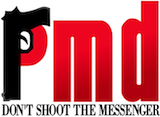 pmd
DON'T SHOOT THE MESSENGER